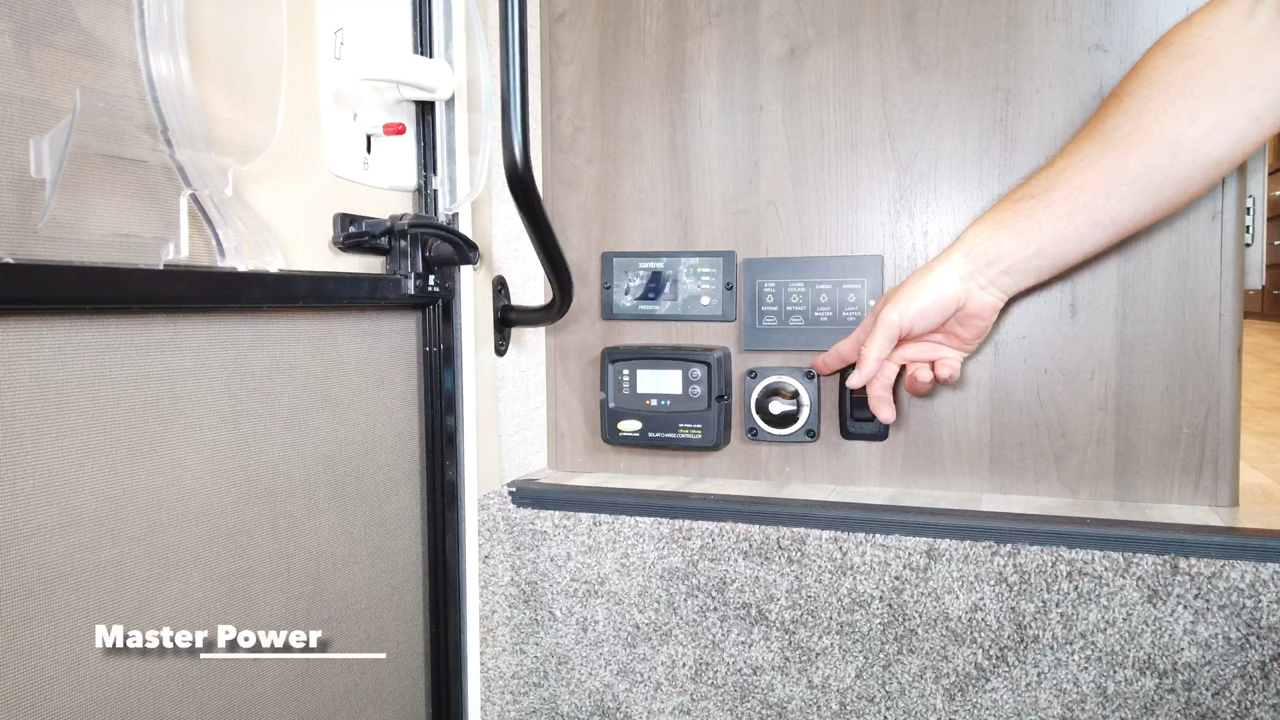 xantrex
FREEDOM
STEP WELL
LIVING CEILING
CARGO
AWNING
EXTEND
RETRACT
LIGHT MASTER ON
LIGHT MASTER OFF
SOLAR CHARGE CONTROLLER
Master Power